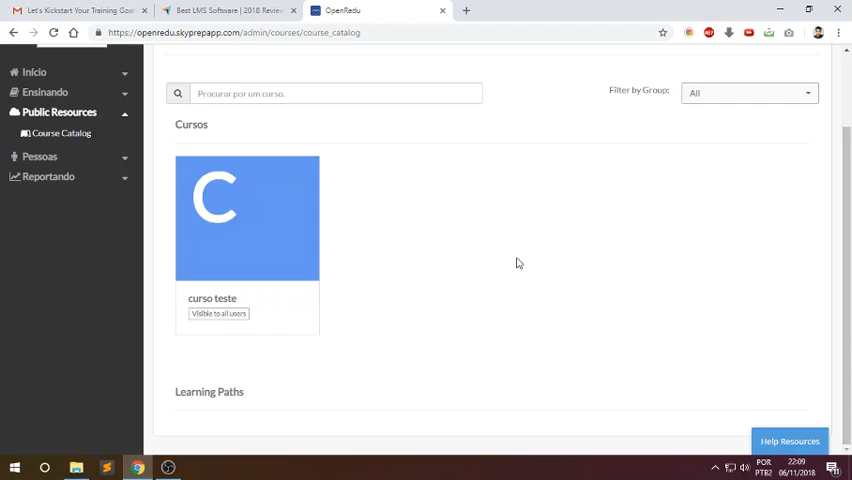 Let's Kickstart Your Training Goal
Best LMS Software | 2018 Review
OpenRedu
https://openredu.skyprepapp.com/admin/courses/course_catalog
Início
Ensinando
Public Resources
Course Catalog
Pessoas
Reportando
Procurar por um curso.
Filter by Group:
All
Cursos
C
curso teste
Visible to all users
Learning Paths
Help Resources
POR
PTB2
22:09
06/11/2018